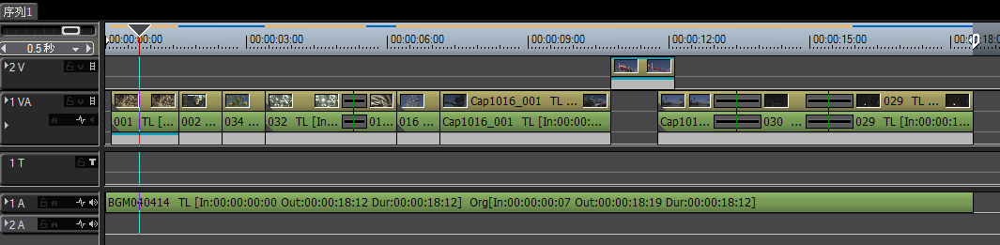 序列1
0.5 秒
00:00:00:00 00:00:03:00 00:00:06:00 00:00:09:00 00:00:12:00 00:00:15:00 00:00:18:00
2 V
1 VA
Cap1016_001 TL ... 029 TL ...
001 TL [... 002 ... 034 ... 032 TL [In... 01... 016 ... Cap1016_001 TL [In:00:00:... Cap101... 030 ... 029 TL [In:00:00:1...
1 T
T
1 A
BGM040414 TL [In:00:00:00:00 Out:00:00:18:12 Dur:00:00:18:12] Org[In:00:00:00:07 Out:00:00:18:19 Dur:00:00:18:12]
2 A